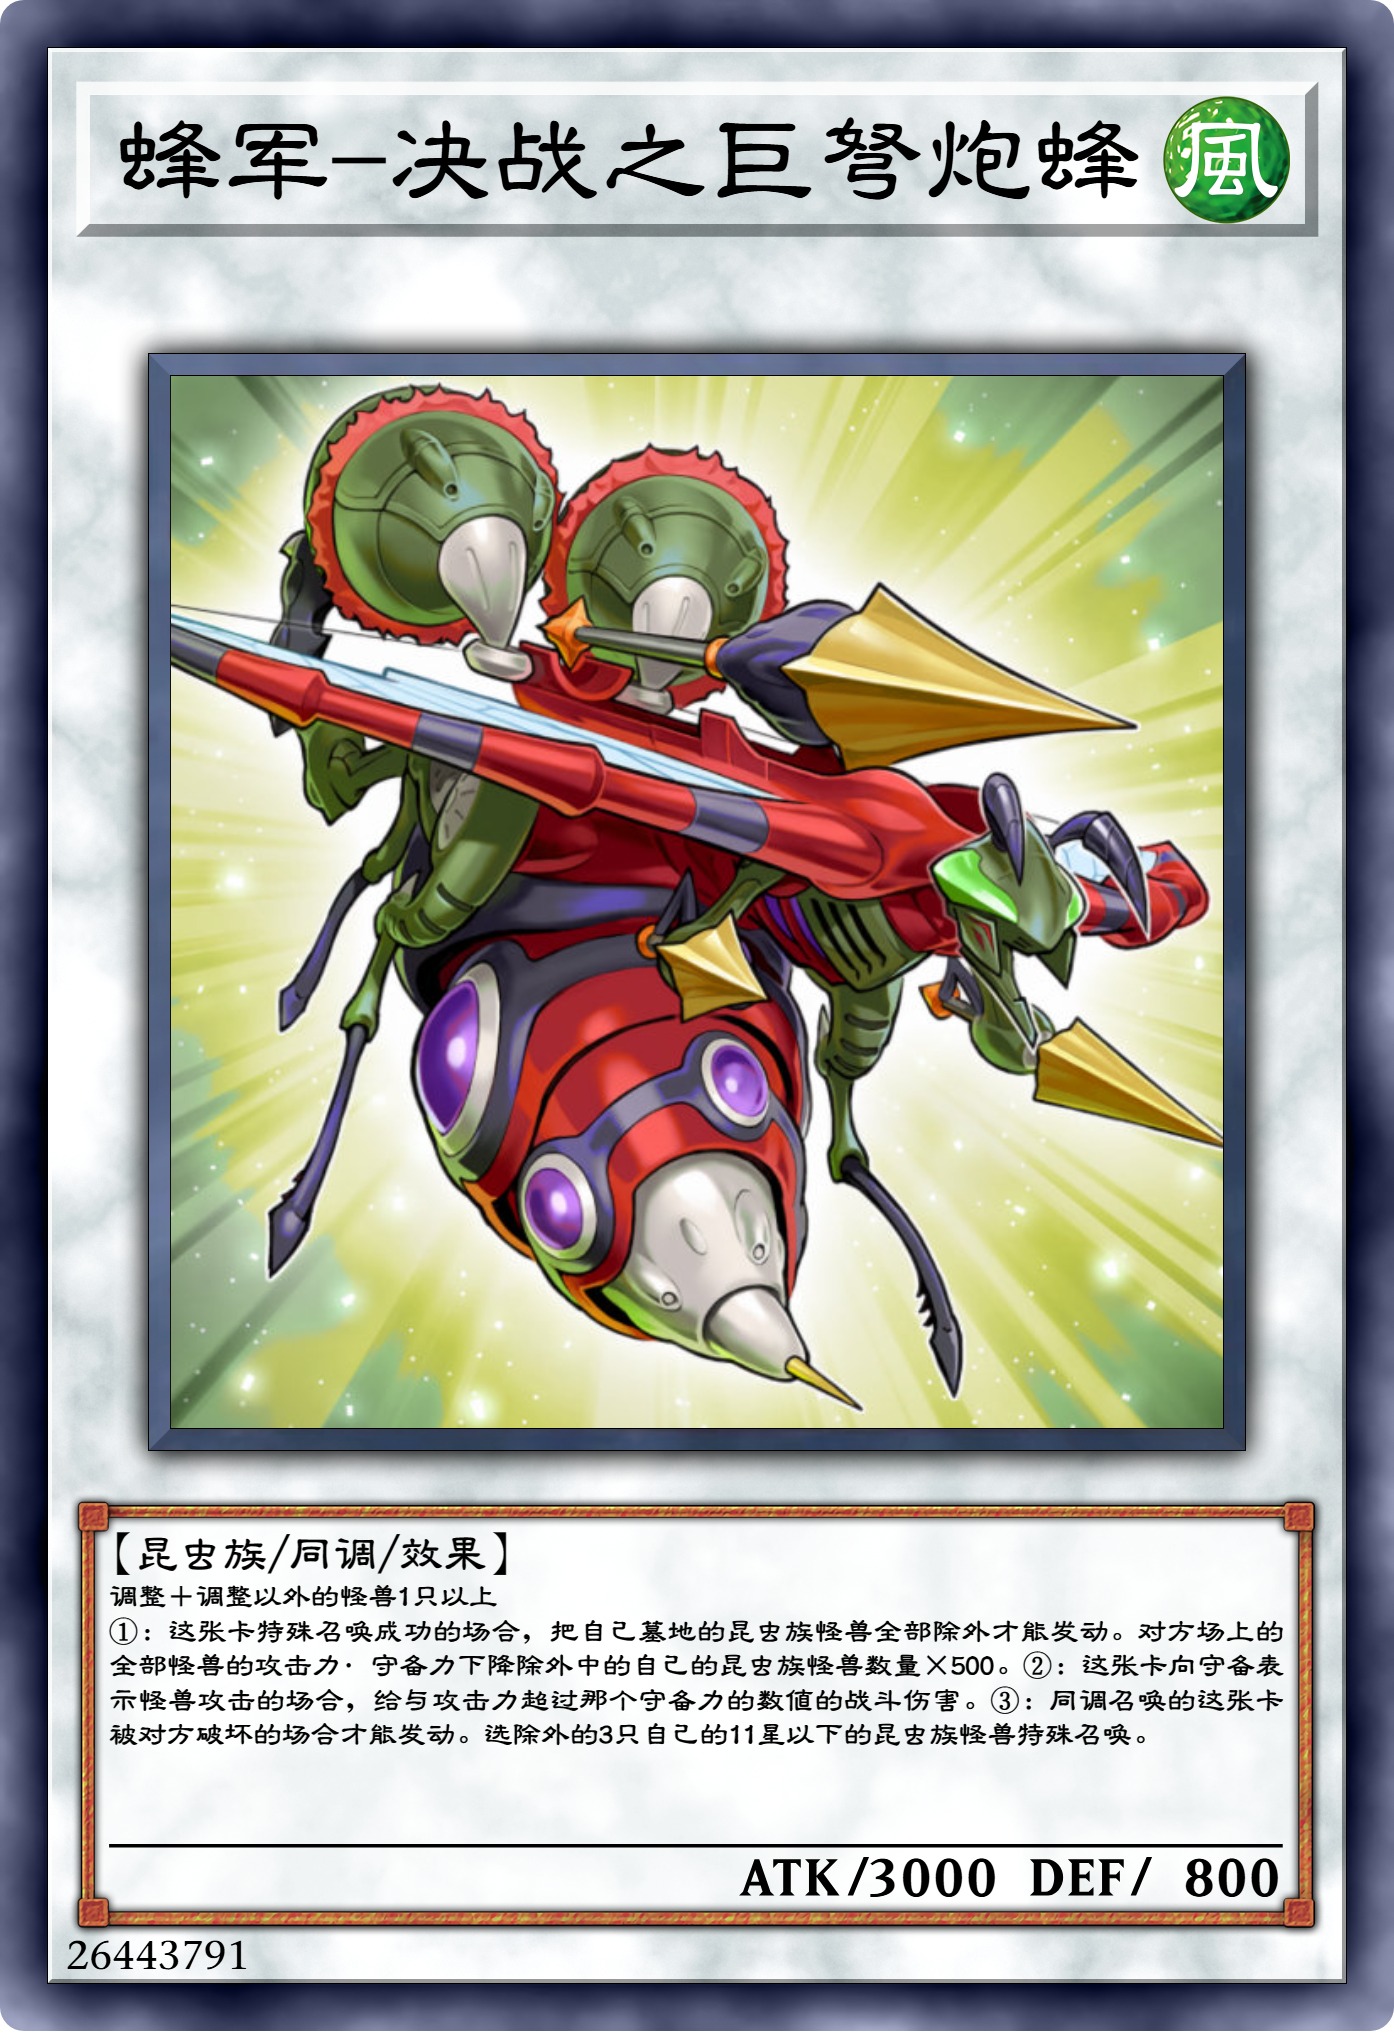 蜂军-决战之巨弩炮蜂
風
【昆虫族/同调/效果】
调整＋调整以外的怪兽1只以上
①：这张卡特殊召唤成功的场合，把自己墓地的昆虫族怪兽全部除外才能发动。对方场上的
全部怪兽的攻击力·守备力下降除外中的自己的昆虫族怪兽数量×500。②：这张卡向守备表
示怪兽攻击的场合，给与攻击力超过那个守备力的数值的战斗伤害。③：同调召唤的这张卡
被对方破坏的场合才能发动。选除外的3只自己的11星以下的昆虫族怪兽特殊召唤。
ATK/3000 DEF/ 800
26443791